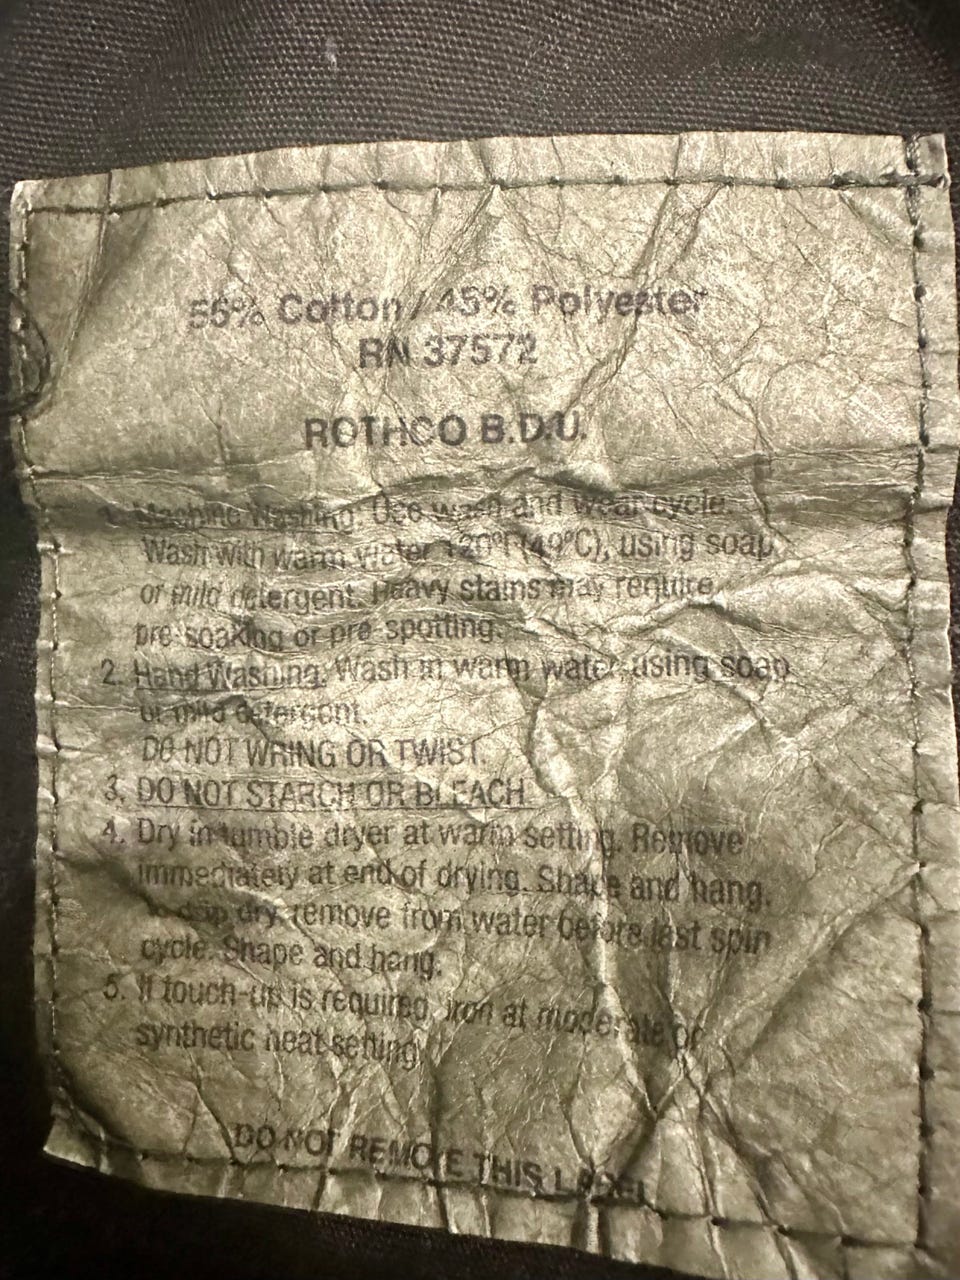 55% Cotton / 45% Polyester
RN 37572
ROTHCO B.D.U.
1. Machine Washing: Use wash and wear cycle.
Wash with warm water 120°F (49°C), using soap
or mild detergent. Heavy stains may require
pre-soaking or pre spotting.
2. Hand Washing: Wash in warm water, using soap
or mild detergent.
DO NOT WRING OR TWIST.
3. DO NOT STARCH OR BLEACH
4. Dry in tumble dryer at warm setting. Remove
immediately at end of drying. Shape and hang.
To drip dry, remove from water before last spin
cycle. Shape and hang.
5. If touch-up is required, iron at moderate or
synthetic heat setting.
DO NOT REMOVE THIS LABEL